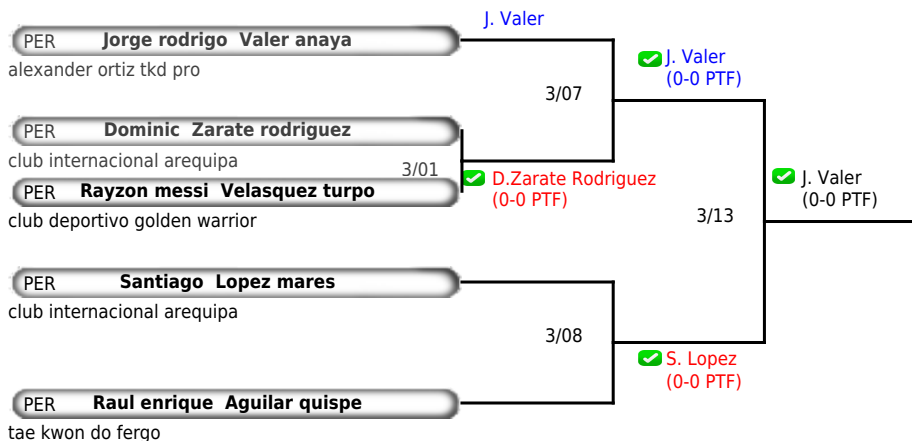 J. Valer
PER Jorge rodrigo Valer anaya
alexander ortiz tkd pro
J. Valer
(0-0 PTF)
3/07
PER Dominic Zarate rodriguez
club internacional arequipa
3/01
D.Zarate Rodriguez
(0-0 PTF)
PER Rayzon messi Velasquez turpo
club deportivo golden warrior
J. Valer
(0-0 PTF)
3/13
PER Santiago Lopez mares
club internacional arequipa
3/08
S. Lopez
(0-0 PTF)
PER Raul enrique Aguilar quispe
tae kwon do fergo